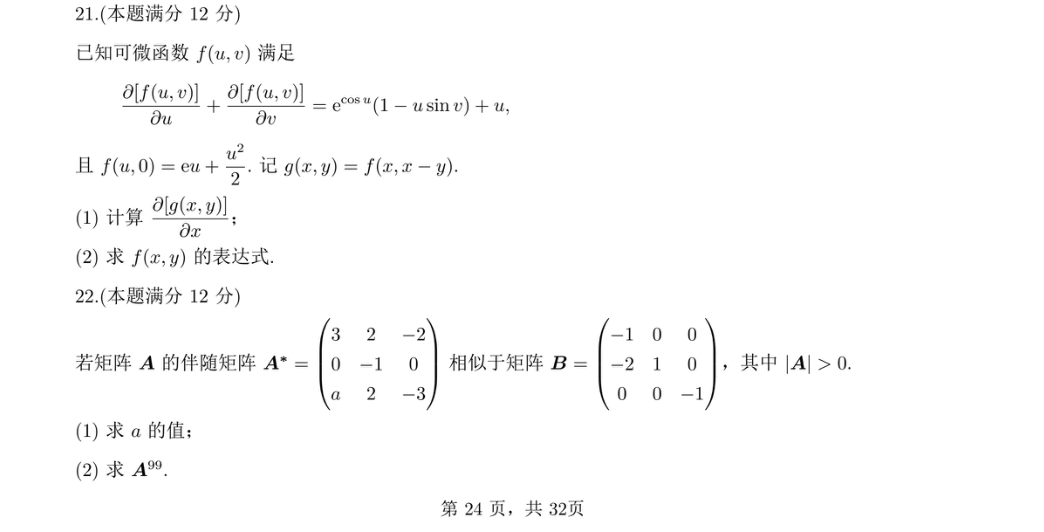 21.(本题满分 12 分)
已知可微函数 f(u, v) 满足
∂[f(u, v)]/∂u + ∂[f(u, v)]/∂v = e^{cos u}(1 − u sin v) + u,
且 f(u, 0) = eu + u²/2. 记 g(x, y) = f(x, x − y).
(1) 计算 ∂[g(x, y)]/∂x;
(2) 求 f(x, y) 的表达式.
22.(本题满分 12 分)
若矩阵 A 的伴随矩阵 A* = (3 2 −2; 0 −1 0; a 2 −3) 相似于矩阵 B = (−1 0 0; −2 1 0; 0 0 −1), 其中 |A| > 0.
(1) 求 a 的值;
(2) 求 A⁹⁹.
第 24 页，共 32页